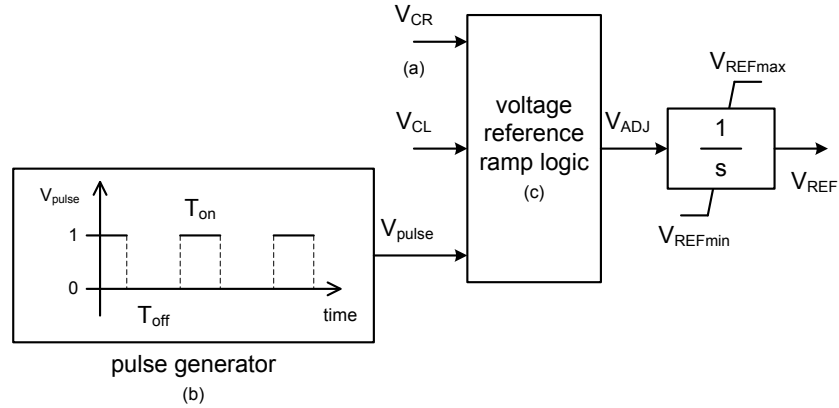 V_CR
(a)
V_CL
voltage
reference
ramp logic
(c)
V_ADJ
V_REFmax
1
s
V_REFmin
V_REF
V_pulse
1
0
T_on
T_off
time
V_pulse
pulse generator
(b)